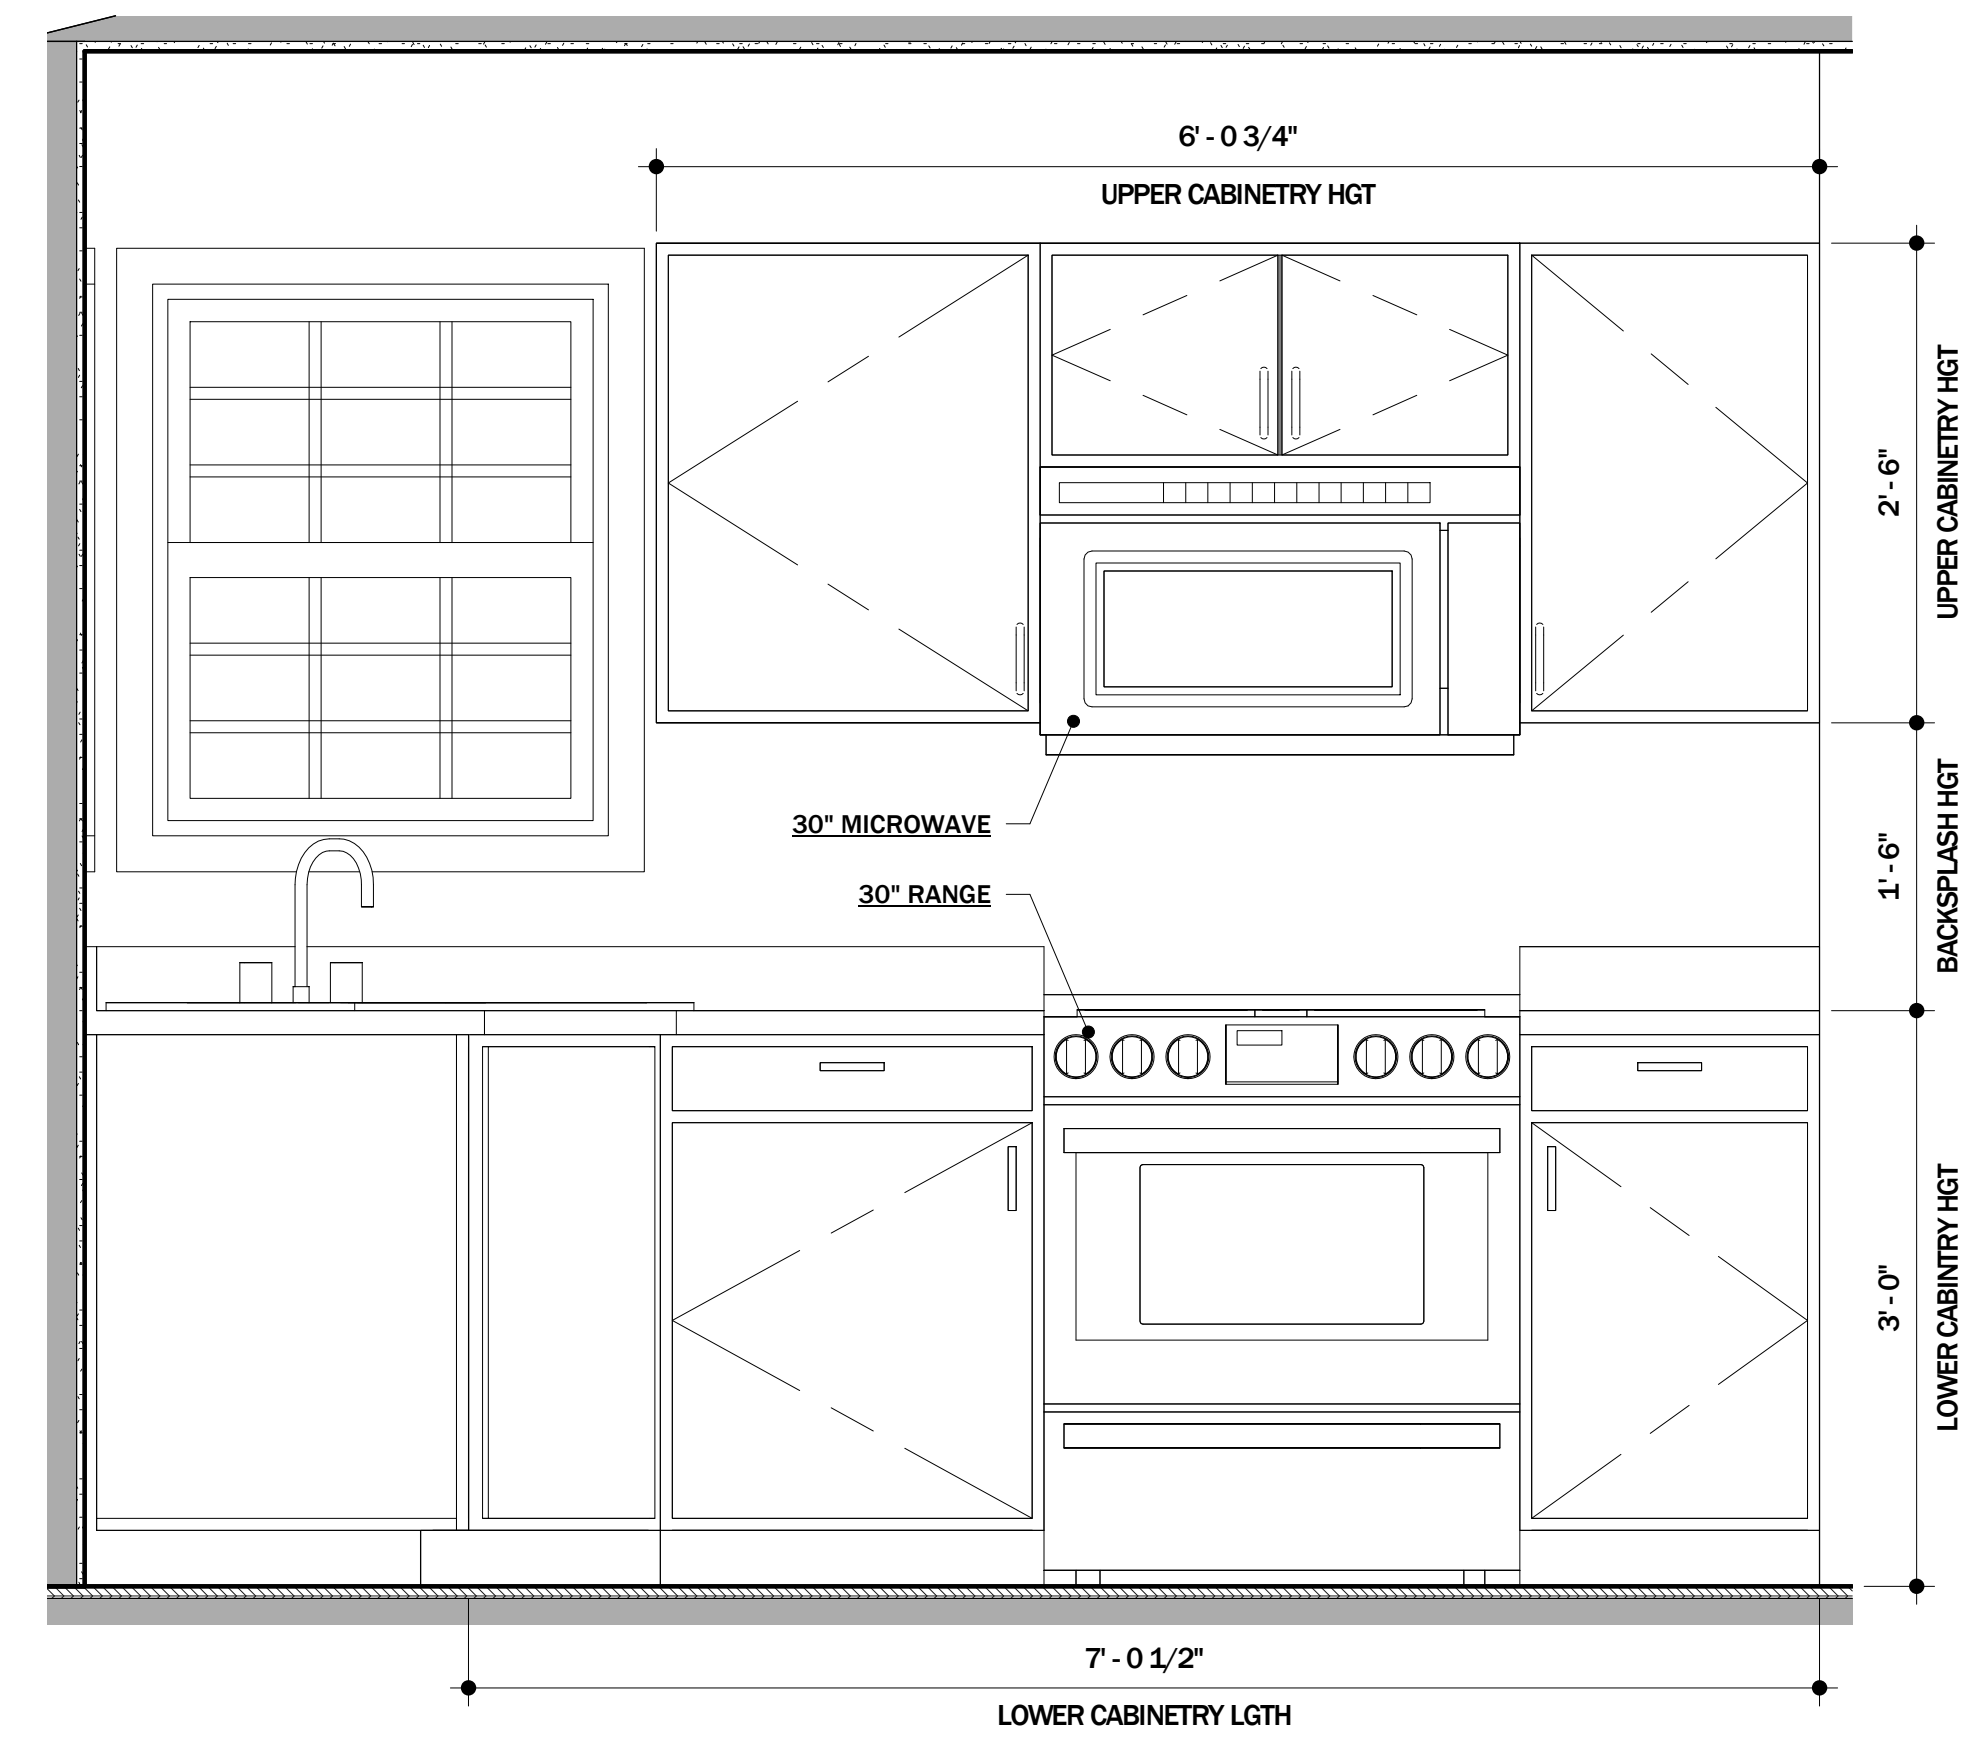 6' - 0 3/4"
UPPER CABINETRY HGT
2' - 6"
UPPER CABINETRY HGT
30" MICROWAVE
1' - 6"
BACKSPLASH HGT
30" RANGE
3' - 0"
LOWER CABINTRY HGT
7' - 0 1/2"
LOWER CABINETRY LGTH